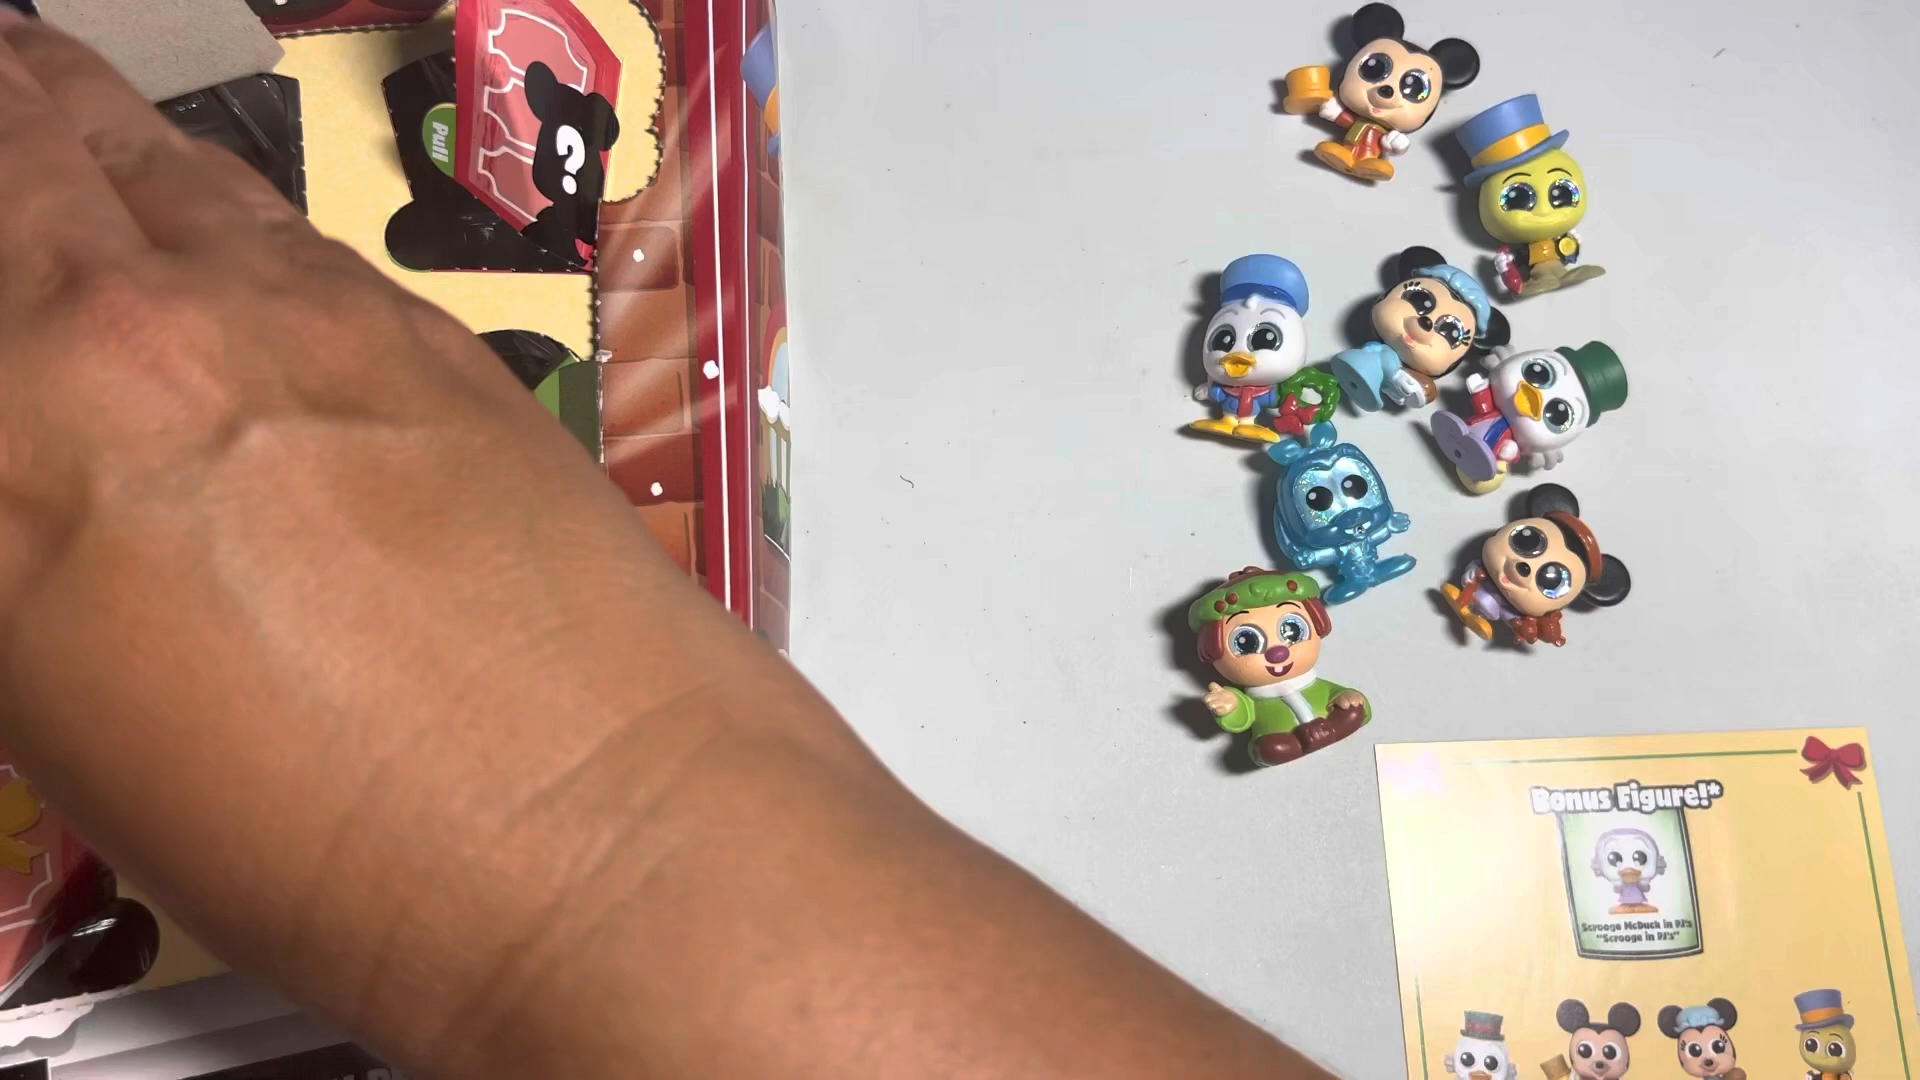 Pull
?
Bonus Figure!*
Scrooge McDuck in PJ's
"Scrooge in PJ's"